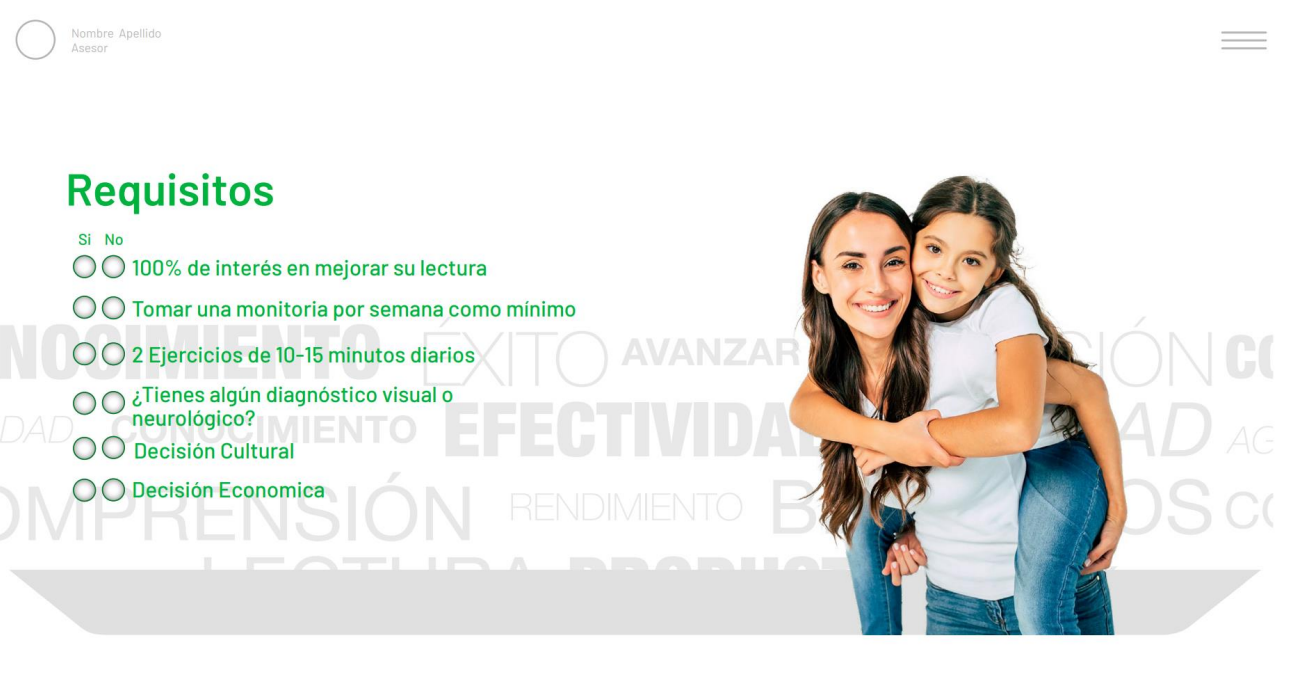 Nombre Apellido
Asesor
Requisitos
Si No
100% de interés en mejorar su lectura
Tomar una monitoria por semana como mínimo
2 Ejercicios de 10-15 minutos diarios
¿Tienes algún diagnóstico visual o
neurológico?
Decisión Cultural
Decisión Economica
NOCIMIENTO ÉXITO AVANZAR IÓN CO
DAD CONOCIMIENTO EFECTIVIDA AD AG
OMPRENSIÓN RENDIMIENTO B OS CO
LECTURA PRODUCT